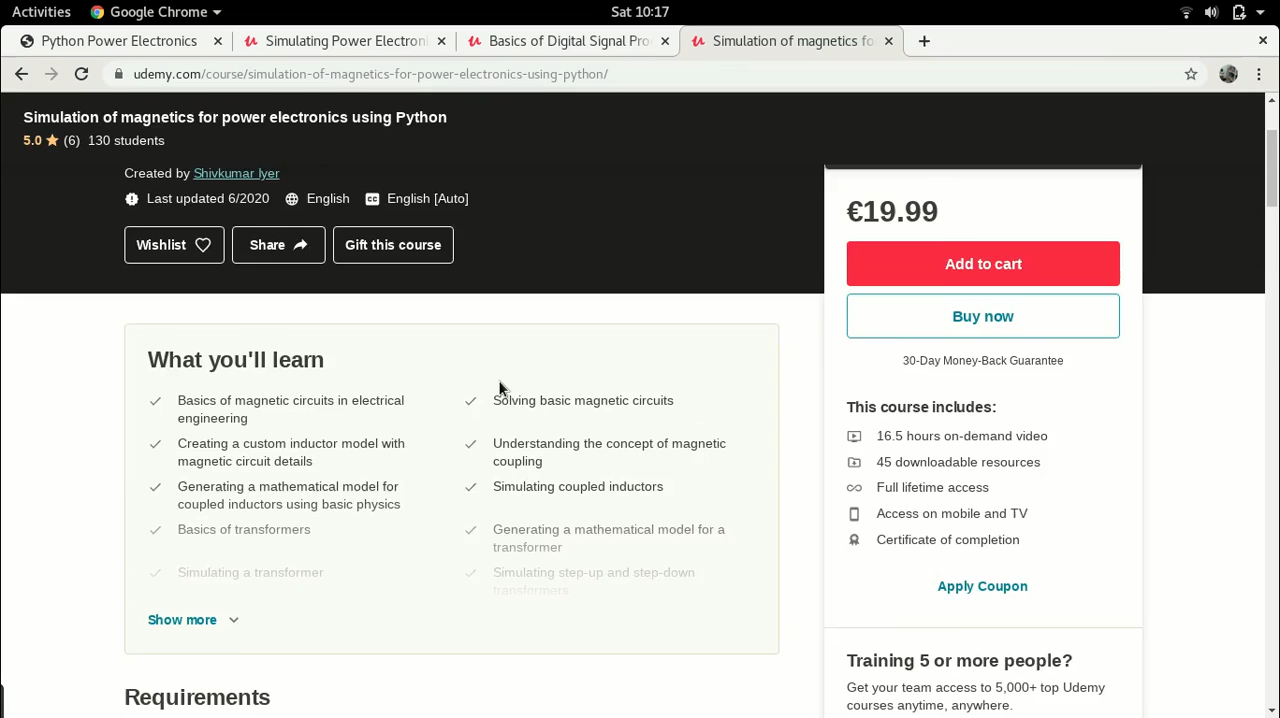 Activities Google Chrome Sat 10:17
Python Power Electronics Simulating Power Electroni Basics of Digital Signal Pro Simulation of magnetics fo
udemy.com/course/simulation-of-magnetics-for-power-electronics-using-python/
Simulation of magnetics for power electronics using Python
5.0 (6) 130 students
Created by Shivkumar Iyer
Last updated 6/2020 English English [Auto]
Wishlist Share Gift this course
€19.99
Add to cart
Buy now
30-Day Money-Back Guarantee
What you'll learn
Basics of magnetic circuits in electrical
engineering
Solving basic magnetic circuits
Creating a custom inductor model with
magnetic circuit details
Understanding the concept of magnetic
coupling
Generating a mathematical model for
coupled inductors using basic physics
Simulating coupled inductors
Basics of transformers
Generating a mathematical model for a
transformer
Simulating a transformer
Simulating step-up and step-down
transformers
Show more
This course includes:
16.5 hours on-demand video
45 downloadable resources
Full lifetime access
Access on mobile and TV
Certificate of completion
Apply Coupon
Training 5 or more people?
Get your team access to 5,000+ top Udemy
courses anytime, anywhere.
Requirements